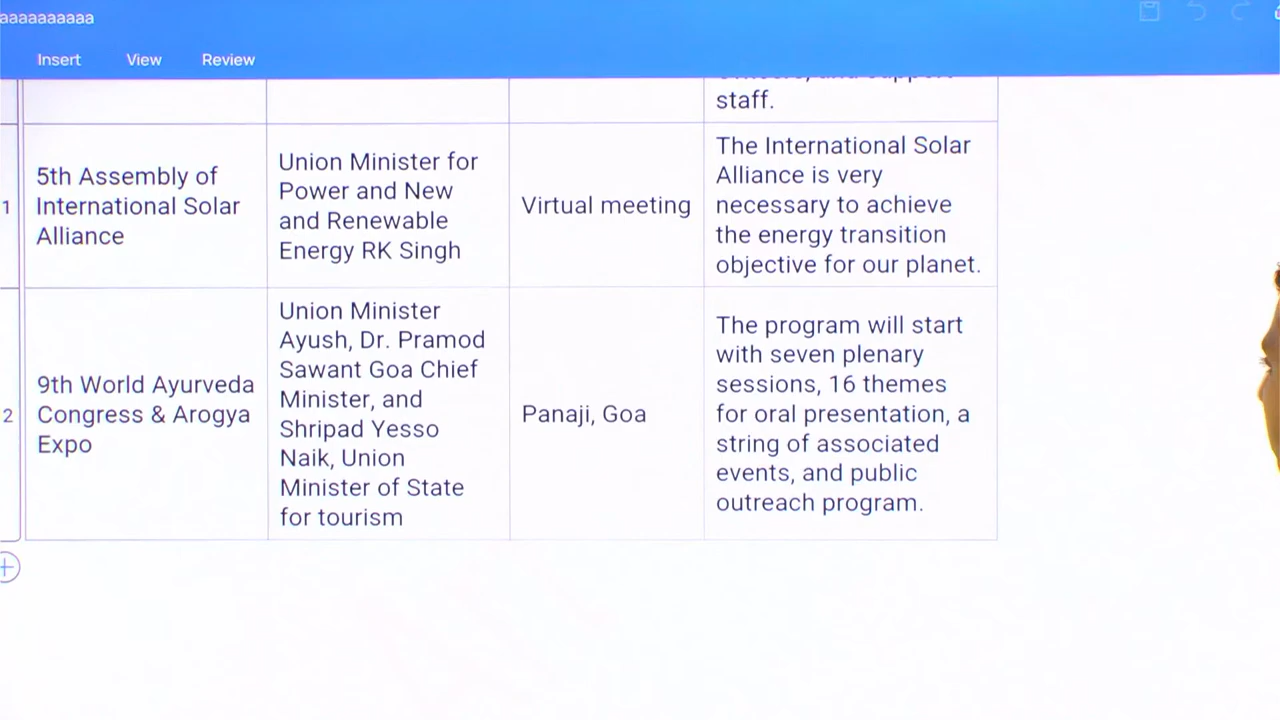 aaaaaaaaaa
Insert View Review
staff.
1
5th Assembly of
International Solar
Alliance
Union Minister for
Power and New
and Renewable
Energy RK Singh
Virtual meeting
The International Solar
Alliance is very
necessary to achieve
the energy transition
objective for our planet.
2
9th World Ayurveda
Congress & Arogya
Expo
Union Minister
Ayush, Dr. Pramod
Sawant Goa Chief
Minister, and
Shripad Yesso
Naik, Union
Minister of State
for tourism
Panaji, Goa
The program will start
with seven plenary
sessions, 16 themes
for oral presentation, a
string of associated
events, and public
outreach program.